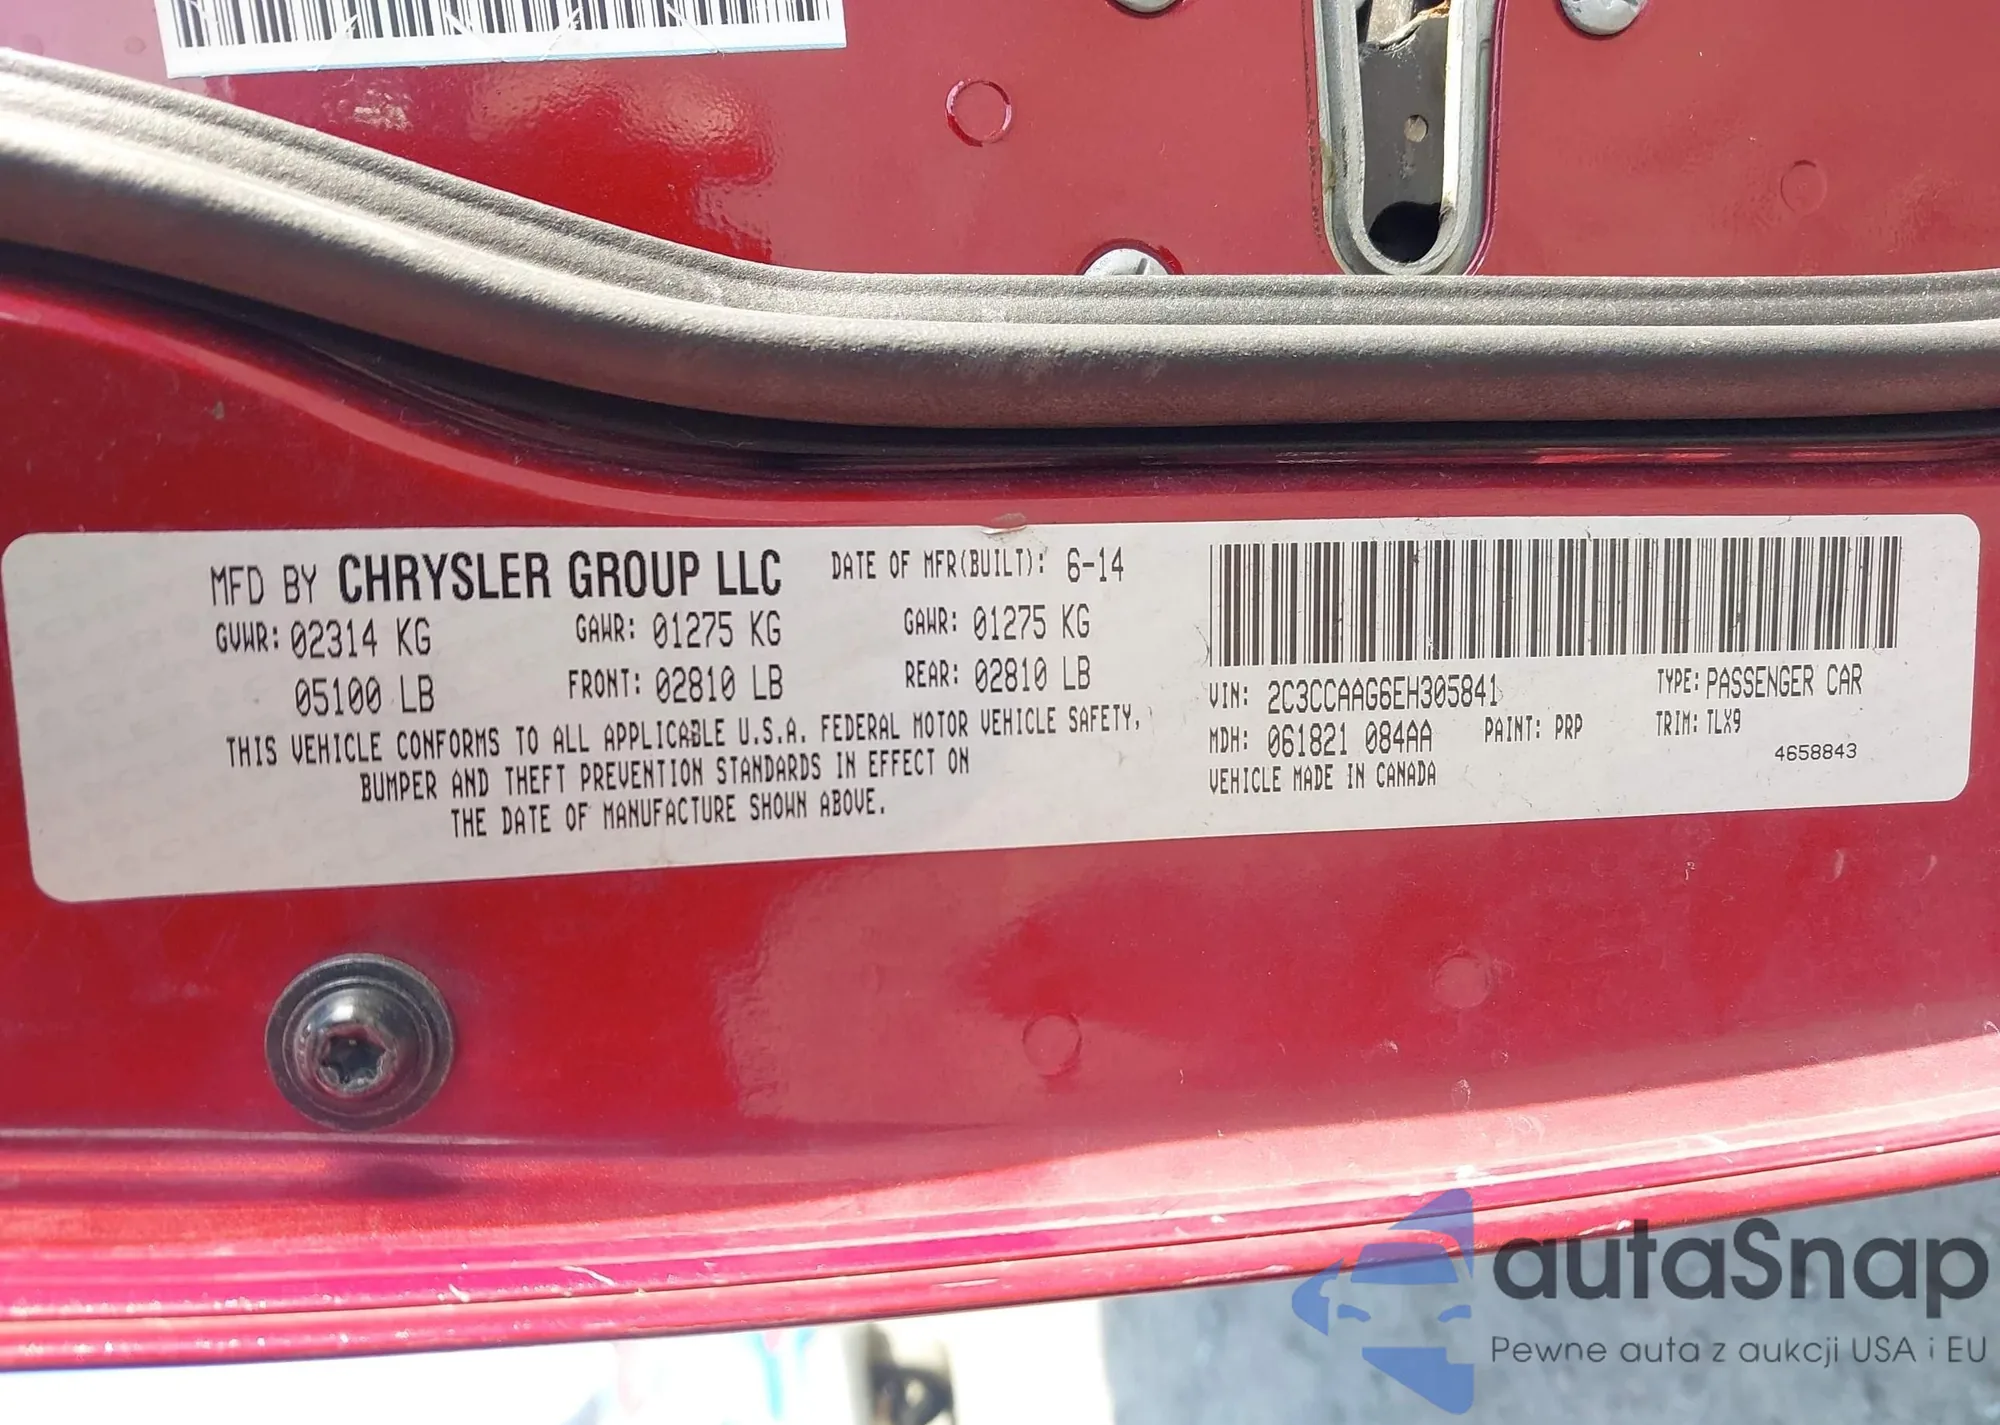 MFD BY CHRYSLER GROUP LLC DATE OF MFR(BUILT): 6-14
GVWR: 02314 KG GAWR: 01275 KG GAWR: 01275 KG
05100 LB FRONT: 02810 LB REAR: 02810 LB
THIS VEHICLE CONFORMS TO ALL APPLICABLE U.S.A. FEDERAL MOTOR VEHICLE SAFETY,
BUMPER AND THEFT PREVENTION STANDARDS IN EFFECT ON
THE DATE OF MANUFACTURE SHOWN ABOVE.
VIN: 2C3CCAAG6EH305841 TYPE: PASSENGER CAR
MDH: 061821 084AA PAINT: PRP TRIM: TLX9
VEHICLE MADE IN CANADA 4658843
autaSnap
Pewne auta z aukcji USA i EU